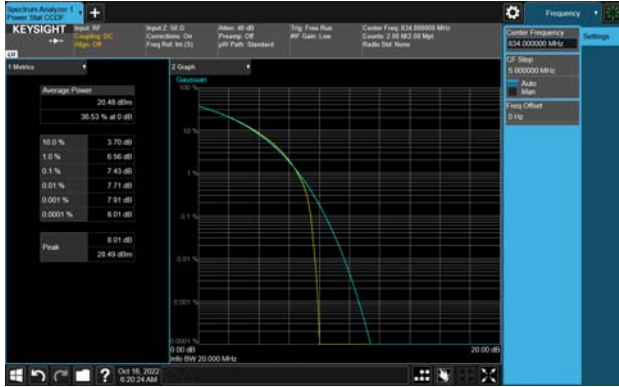 Spectrum Analyzer 1
Power Stat CCDF
+
Frequency
KEYSIGHT
Input: RF
Coupling: DC
Align: Off
Input Z: 50 Ω
Corrections: On
Freq Ref: Int (S)
Atten: 40 dB
Preamp: Off
µW Path: Standard
Trig: Free Run
#IF Gain: Low
Center Freq: 834.000000 MHz
Counts: 2.00 M/2.00 Mpt
Radio Std: None
Center Frequency
834.000000 MHz
Settings
CF Step
5.000000 MHz
Auto
Man
Freq Offset
0 Hz
1 Metrics
Average Power
20.48 dBm
36.53 % at 0 dB
10.0 % 3.70 dB
1.0 % 6.56 dB
0.1 % 7.43 dB
0.01 % 7.71 dB
0.001 % 7.91 dB
0.0001 % 8.01 dB
Peak
8.01 dB
28.49 dBm
2 Graph
Gaussian
100 %
10 %
1 %
0.1 %
0.01 %
0.001 %
0.0001 %
0.00 dB
20.00 dB
Info BW 20.000 MHz
?
Oct 16, 2022
6:20:24 AM